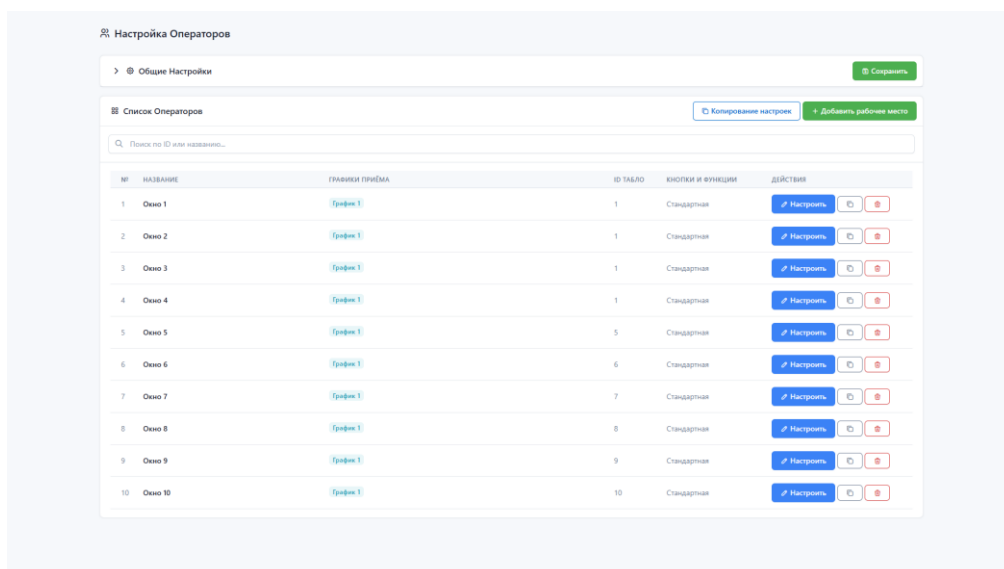 Настройка Операторов
Общие Настройки
Сохранить
Список Операторов
Копирование настроек
+ Добавить рабочее место
Поиск по ID или названию...
№ НАЗВАНИЕ ГРАФИКИ ПРИЁМА ID ТАБЛО КНОПКИ И ФУНКЦИИ ДЕЙСТВИЯ
1 Окно 1 График 1 1 Стандартная Настроить
2 Окно 2 График 1 1 Стандартная Настроить
3 Окно 3 График 1 1 Стандартная Настроить
4 Окно 4 График 1 1 Стандартная Настроить
5 Окно 5 График 1 5 Стандартная Настроить
6 Окно 6 График 1 6 Стандартная Настроить
7 Окно 7 График 1 7 Стандартная Настроить
8 Окно 8 График 1 8 Стандартная Настроить
9 Окно 9 График 1 9 Стандартная Настроить
10 Окно 10 График 1 10 Стандартная Настроить